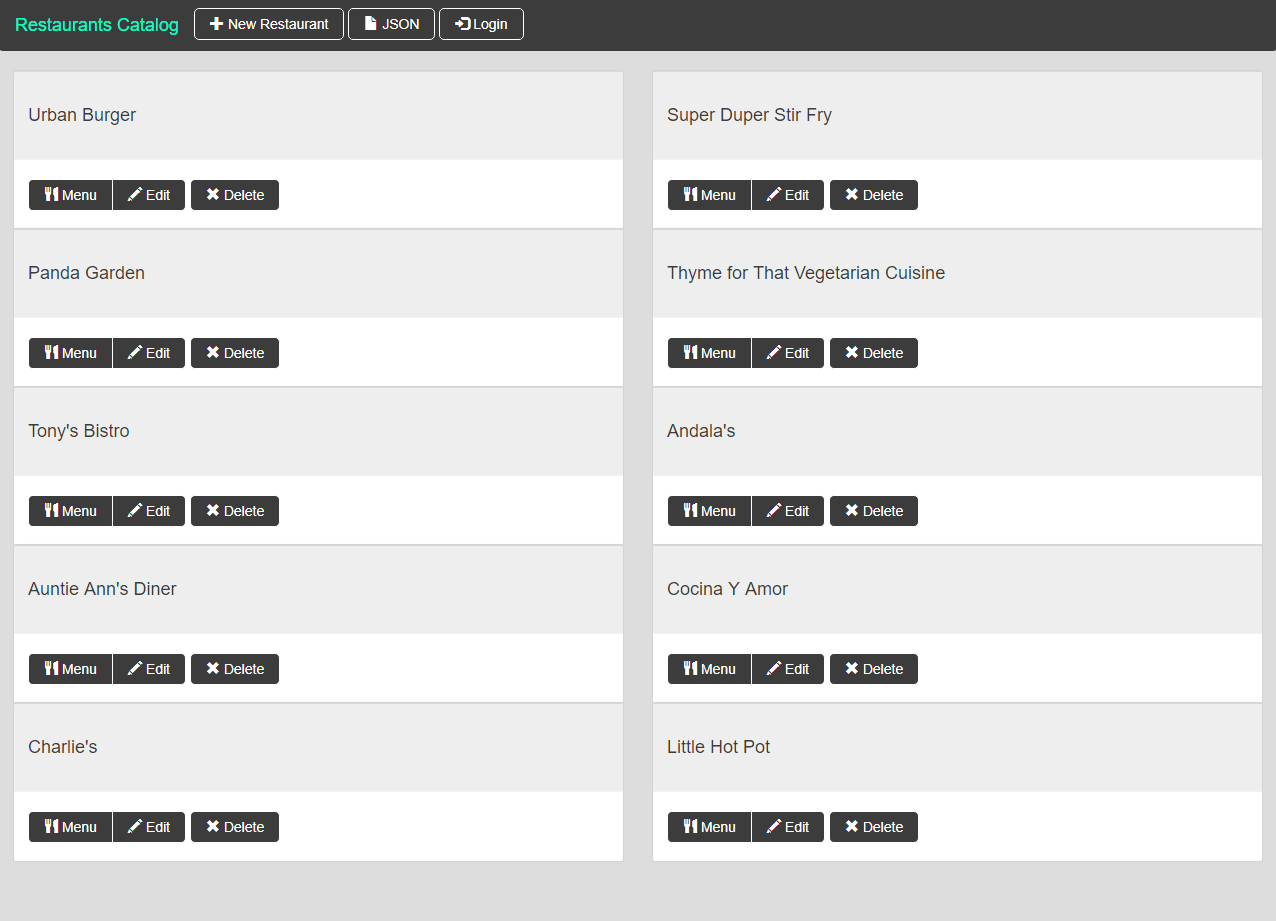 Restaurants Catalog New Restaurant JSON Login
Urban Burger
Menu Edit Delete
Super Duper Stir Fry
Menu Edit Delete
Panda Garden
Menu Edit Delete
Thyme for That Vegetarian Cuisine
Menu Edit Delete
Tony's Bistro
Menu Edit Delete
Andala's
Menu Edit Delete
Auntie Ann's Diner
Menu Edit Delete
Cocina Y Amor
Menu Edit Delete
Charlie's
Menu Edit Delete
Little Hot Pot
Menu Edit Delete